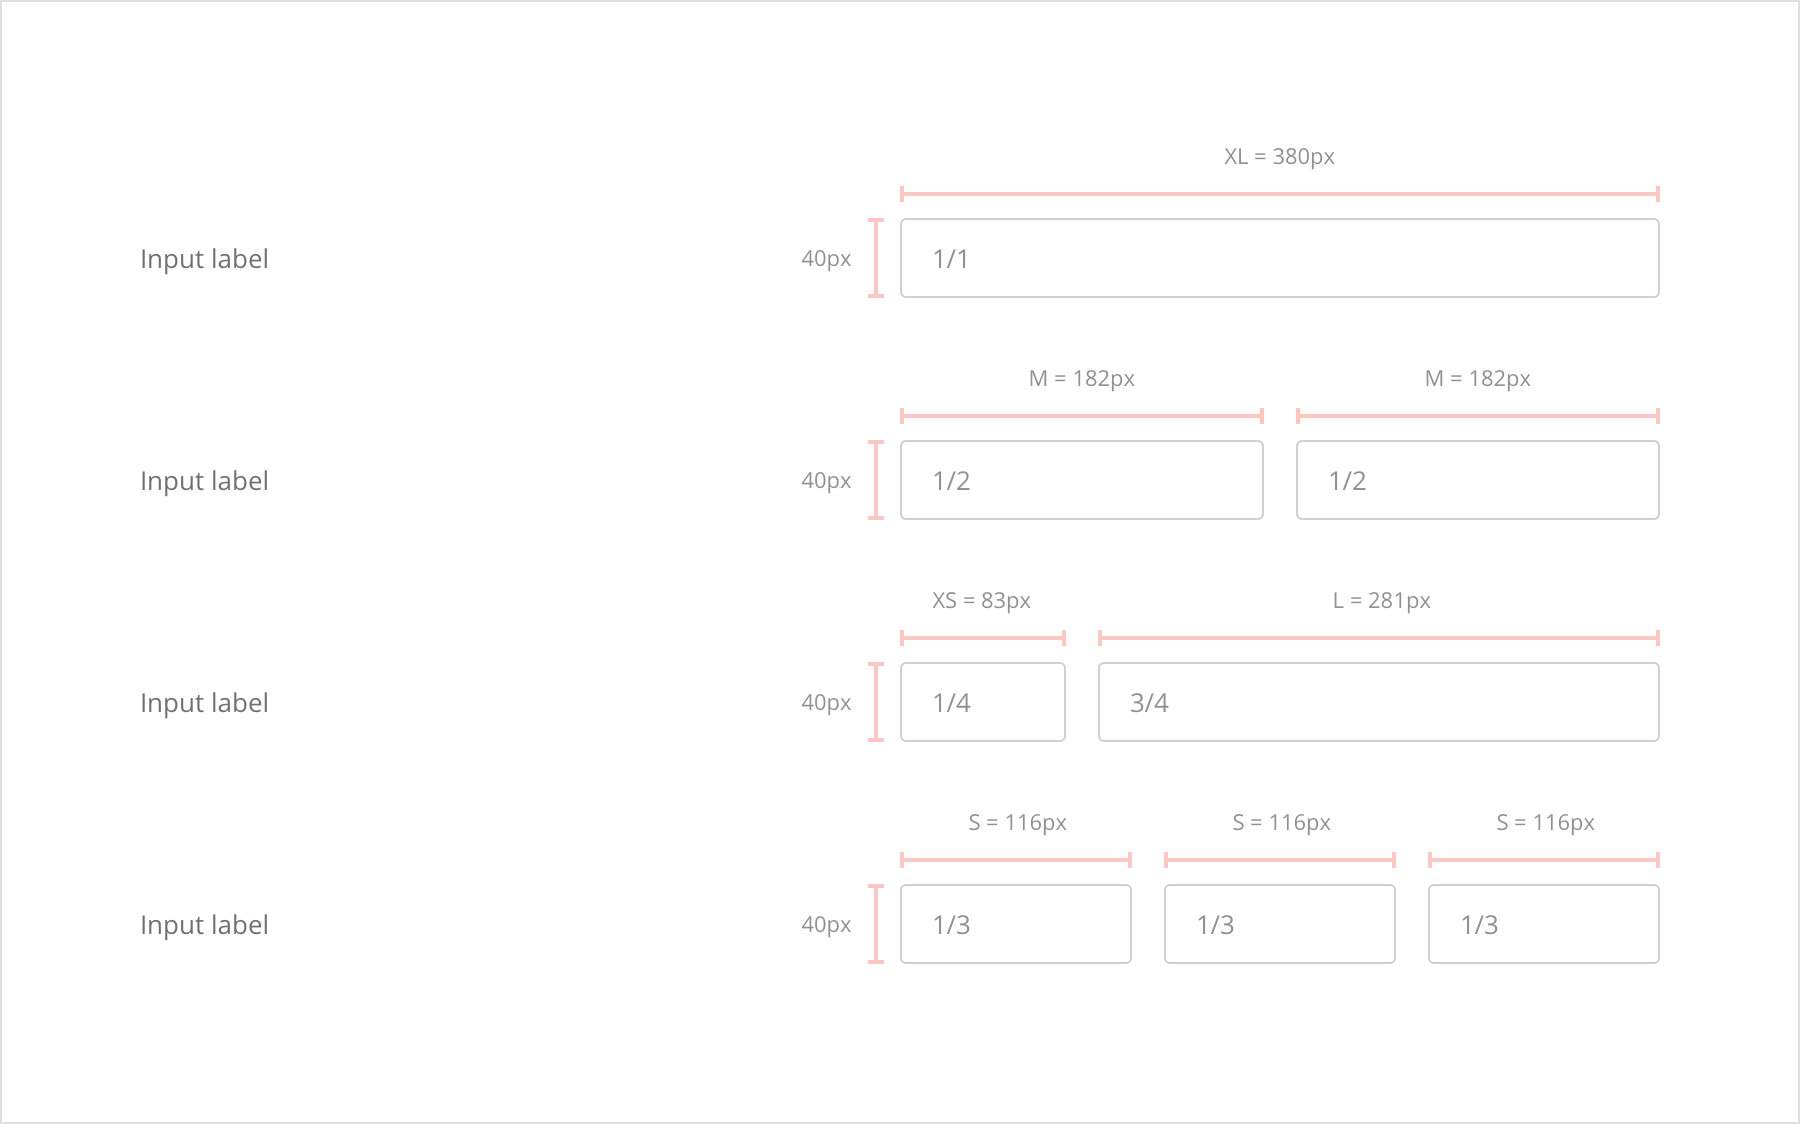 XL = 380px
Input label
40px
1/1
M = 182px
M = 182px
Input label
40px
1/2
1/2
XS = 83px
L = 281px
Input label
40px
1/4
3/4
S = 116px
S = 116px
S = 116px
Input label
40px
1/3
1/3
1/3